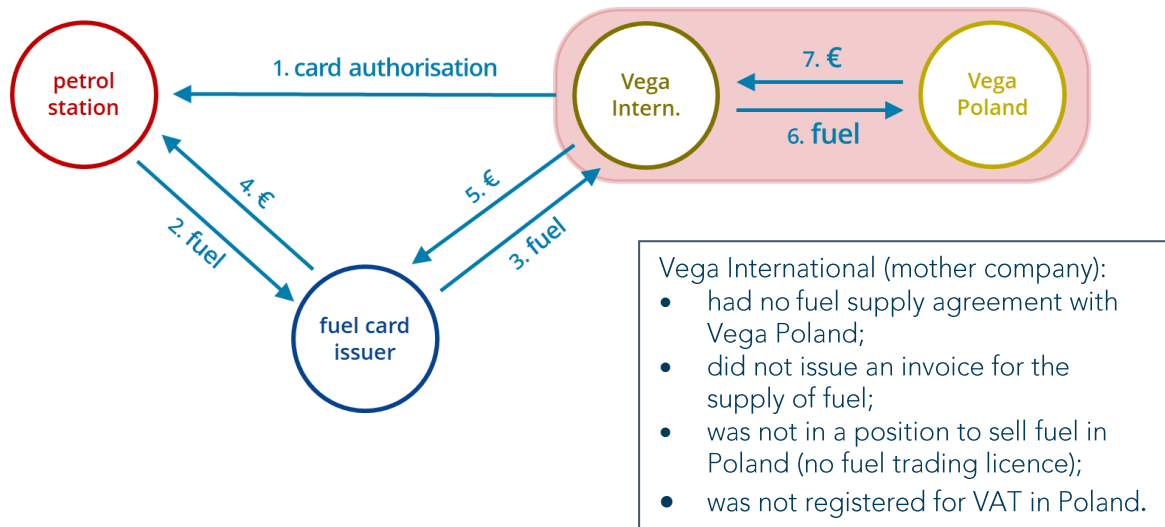 petrol
station
1. card authorisation
Vega
Intern.
7. €
6. fuel
Vega
Poland
4. €
2. fuel
5. €
3. fuel
fuel card
issuer
Vega International (mother company):
• had no fuel supply agreement with
Vega Poland;
• did not issue an invoice for the
supply of fuel;
• was not in a position to sell fuel in
Poland (no fuel trading licence);
• was not registered for VAT in Poland.